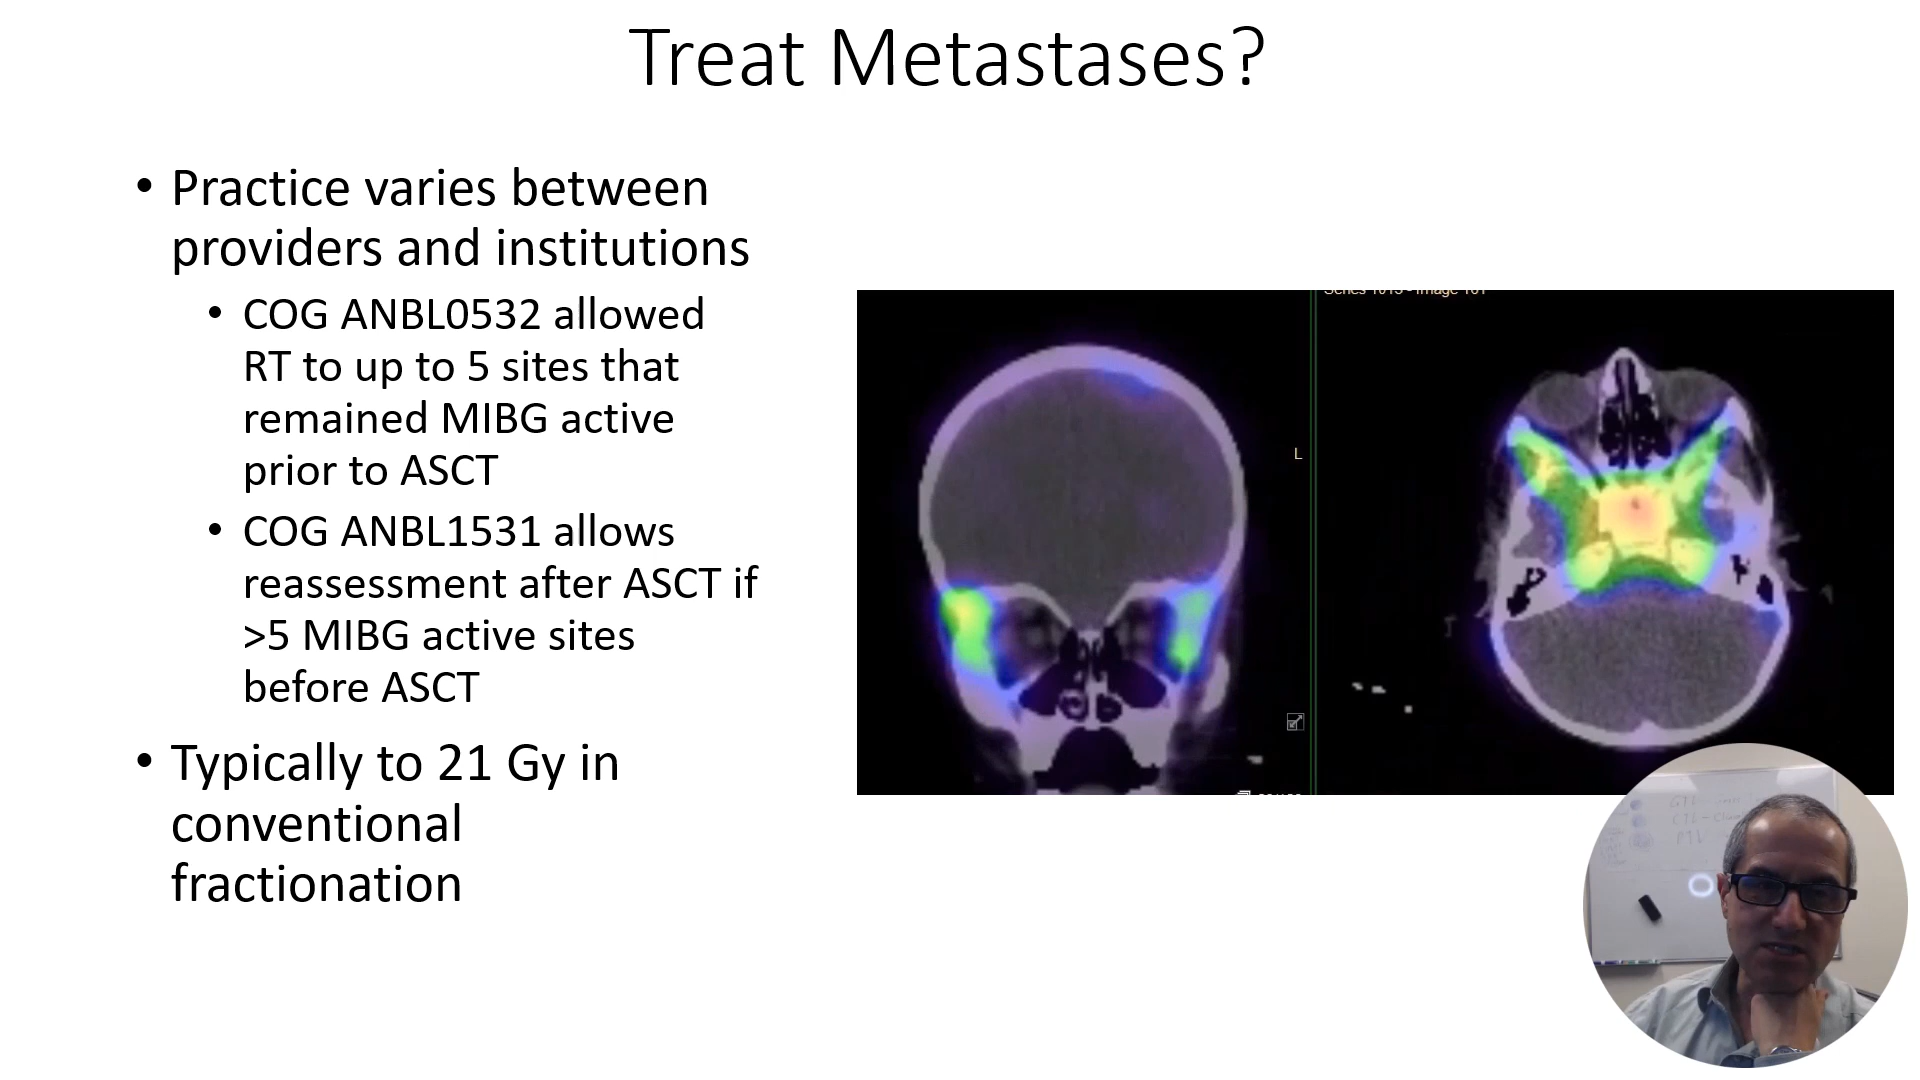 Treat Metastases?
• Practice varies between
providers and institutions
• COG ANBL0532 allowed
RT to up to 5 sites that
remained MIBG active
prior to ASCT
• COG ANBL1531 allows
reassessment after ASCT if
>5 MIBG active sites
before ASCT
• Typically to 21 Gy in
conventional
fractionation
L